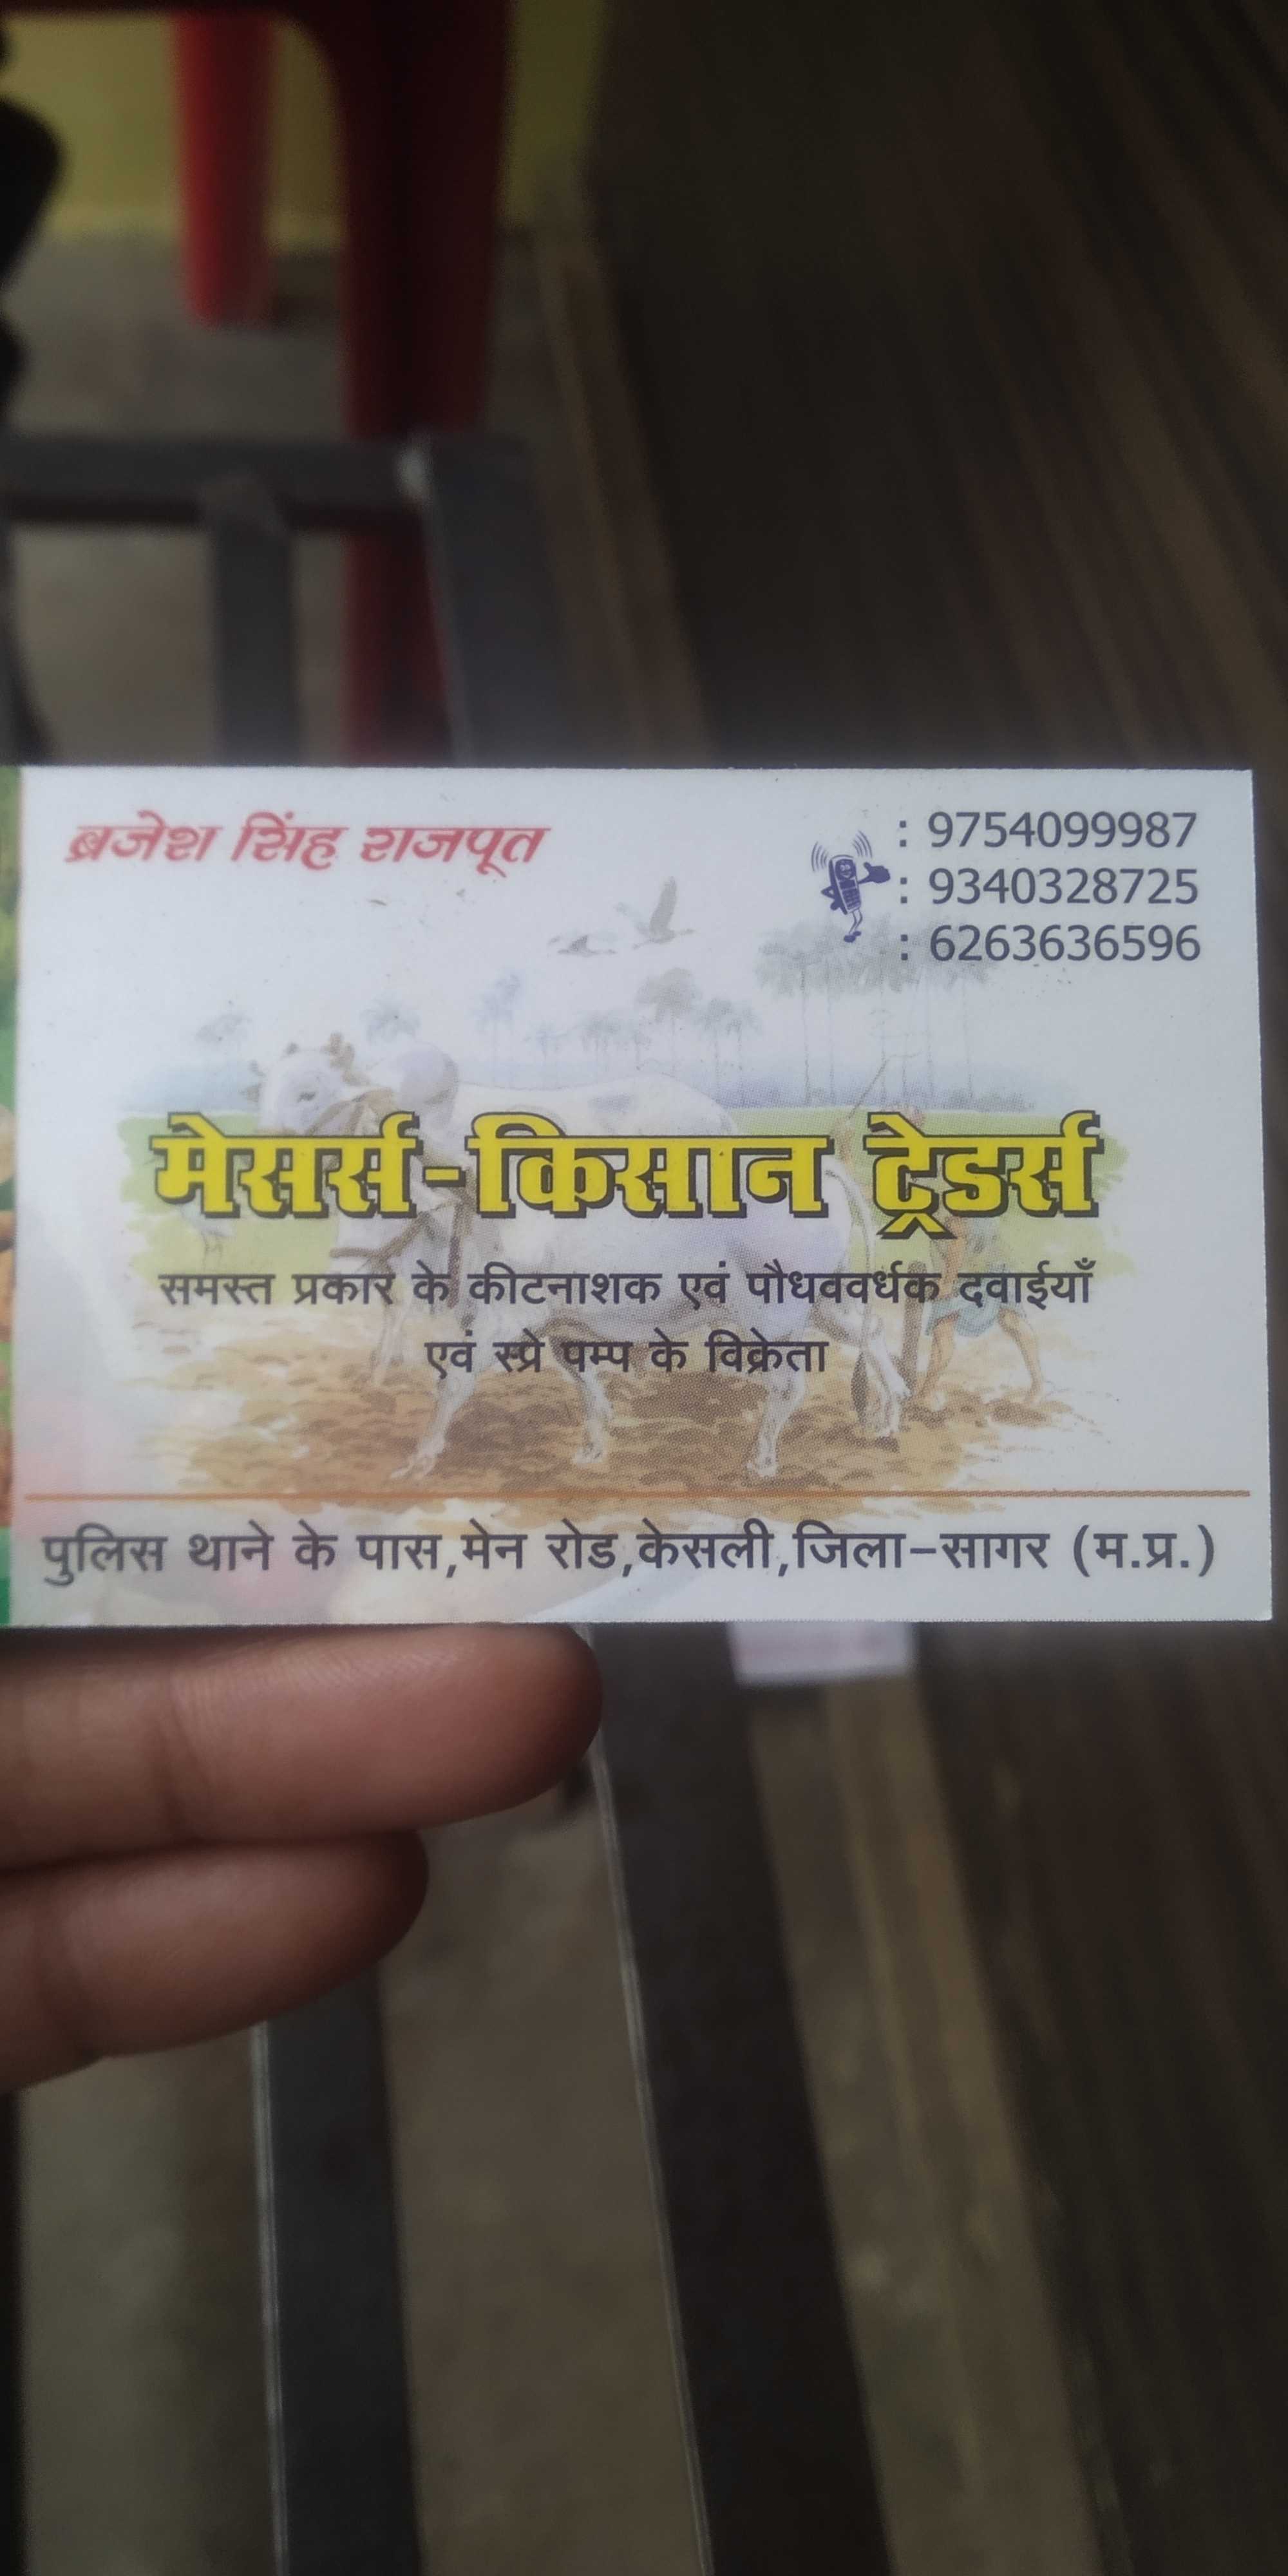 ब्रजेश सिंह राजपूत
: 9754099987
: 9340328725
: 6263636596
मेसर्स-किसान ट्रेडर्स
समस्त प्रकार के कीटनाशक एवं पौधववर्धक दवाईयाँ
एवं स्प्रे पम्प के विक्रेता
पुलिस थाने के पास,मेन रोड,केसली,जिला-सागर (म.प्र.)